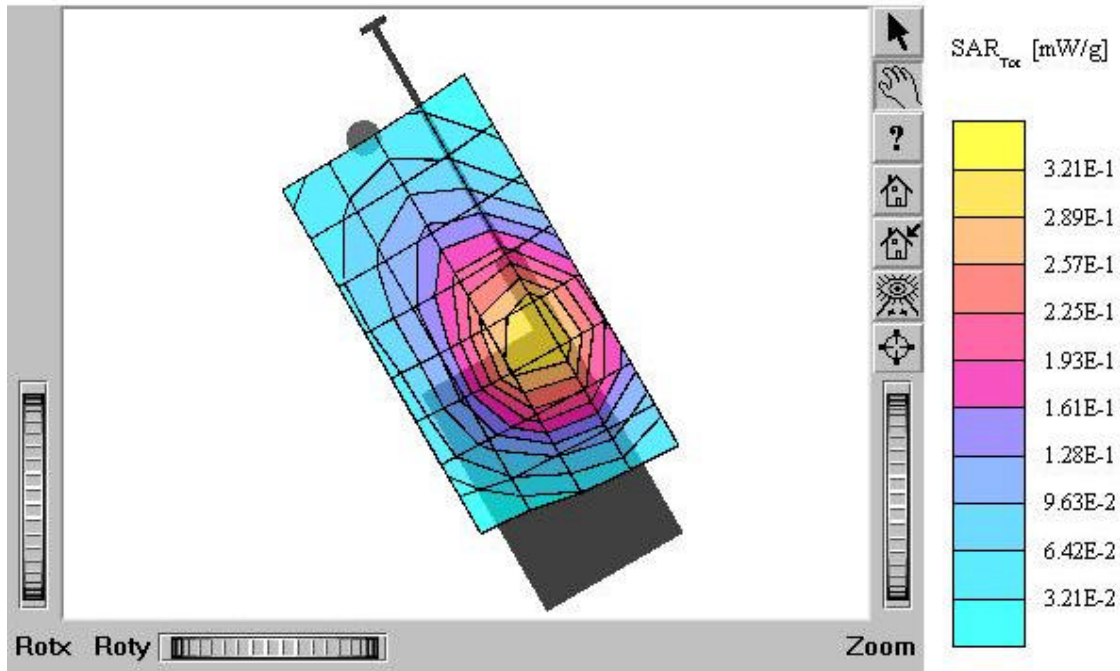 SARTot [mW/g]
?
3.21E-1
2.89E-1
2.57E-1
2.25E-1
1.93E-1
1.61E-1
1.28E-1
9.63E-2
6.42E-2
3.21E-2
Rotx Roty Zoom